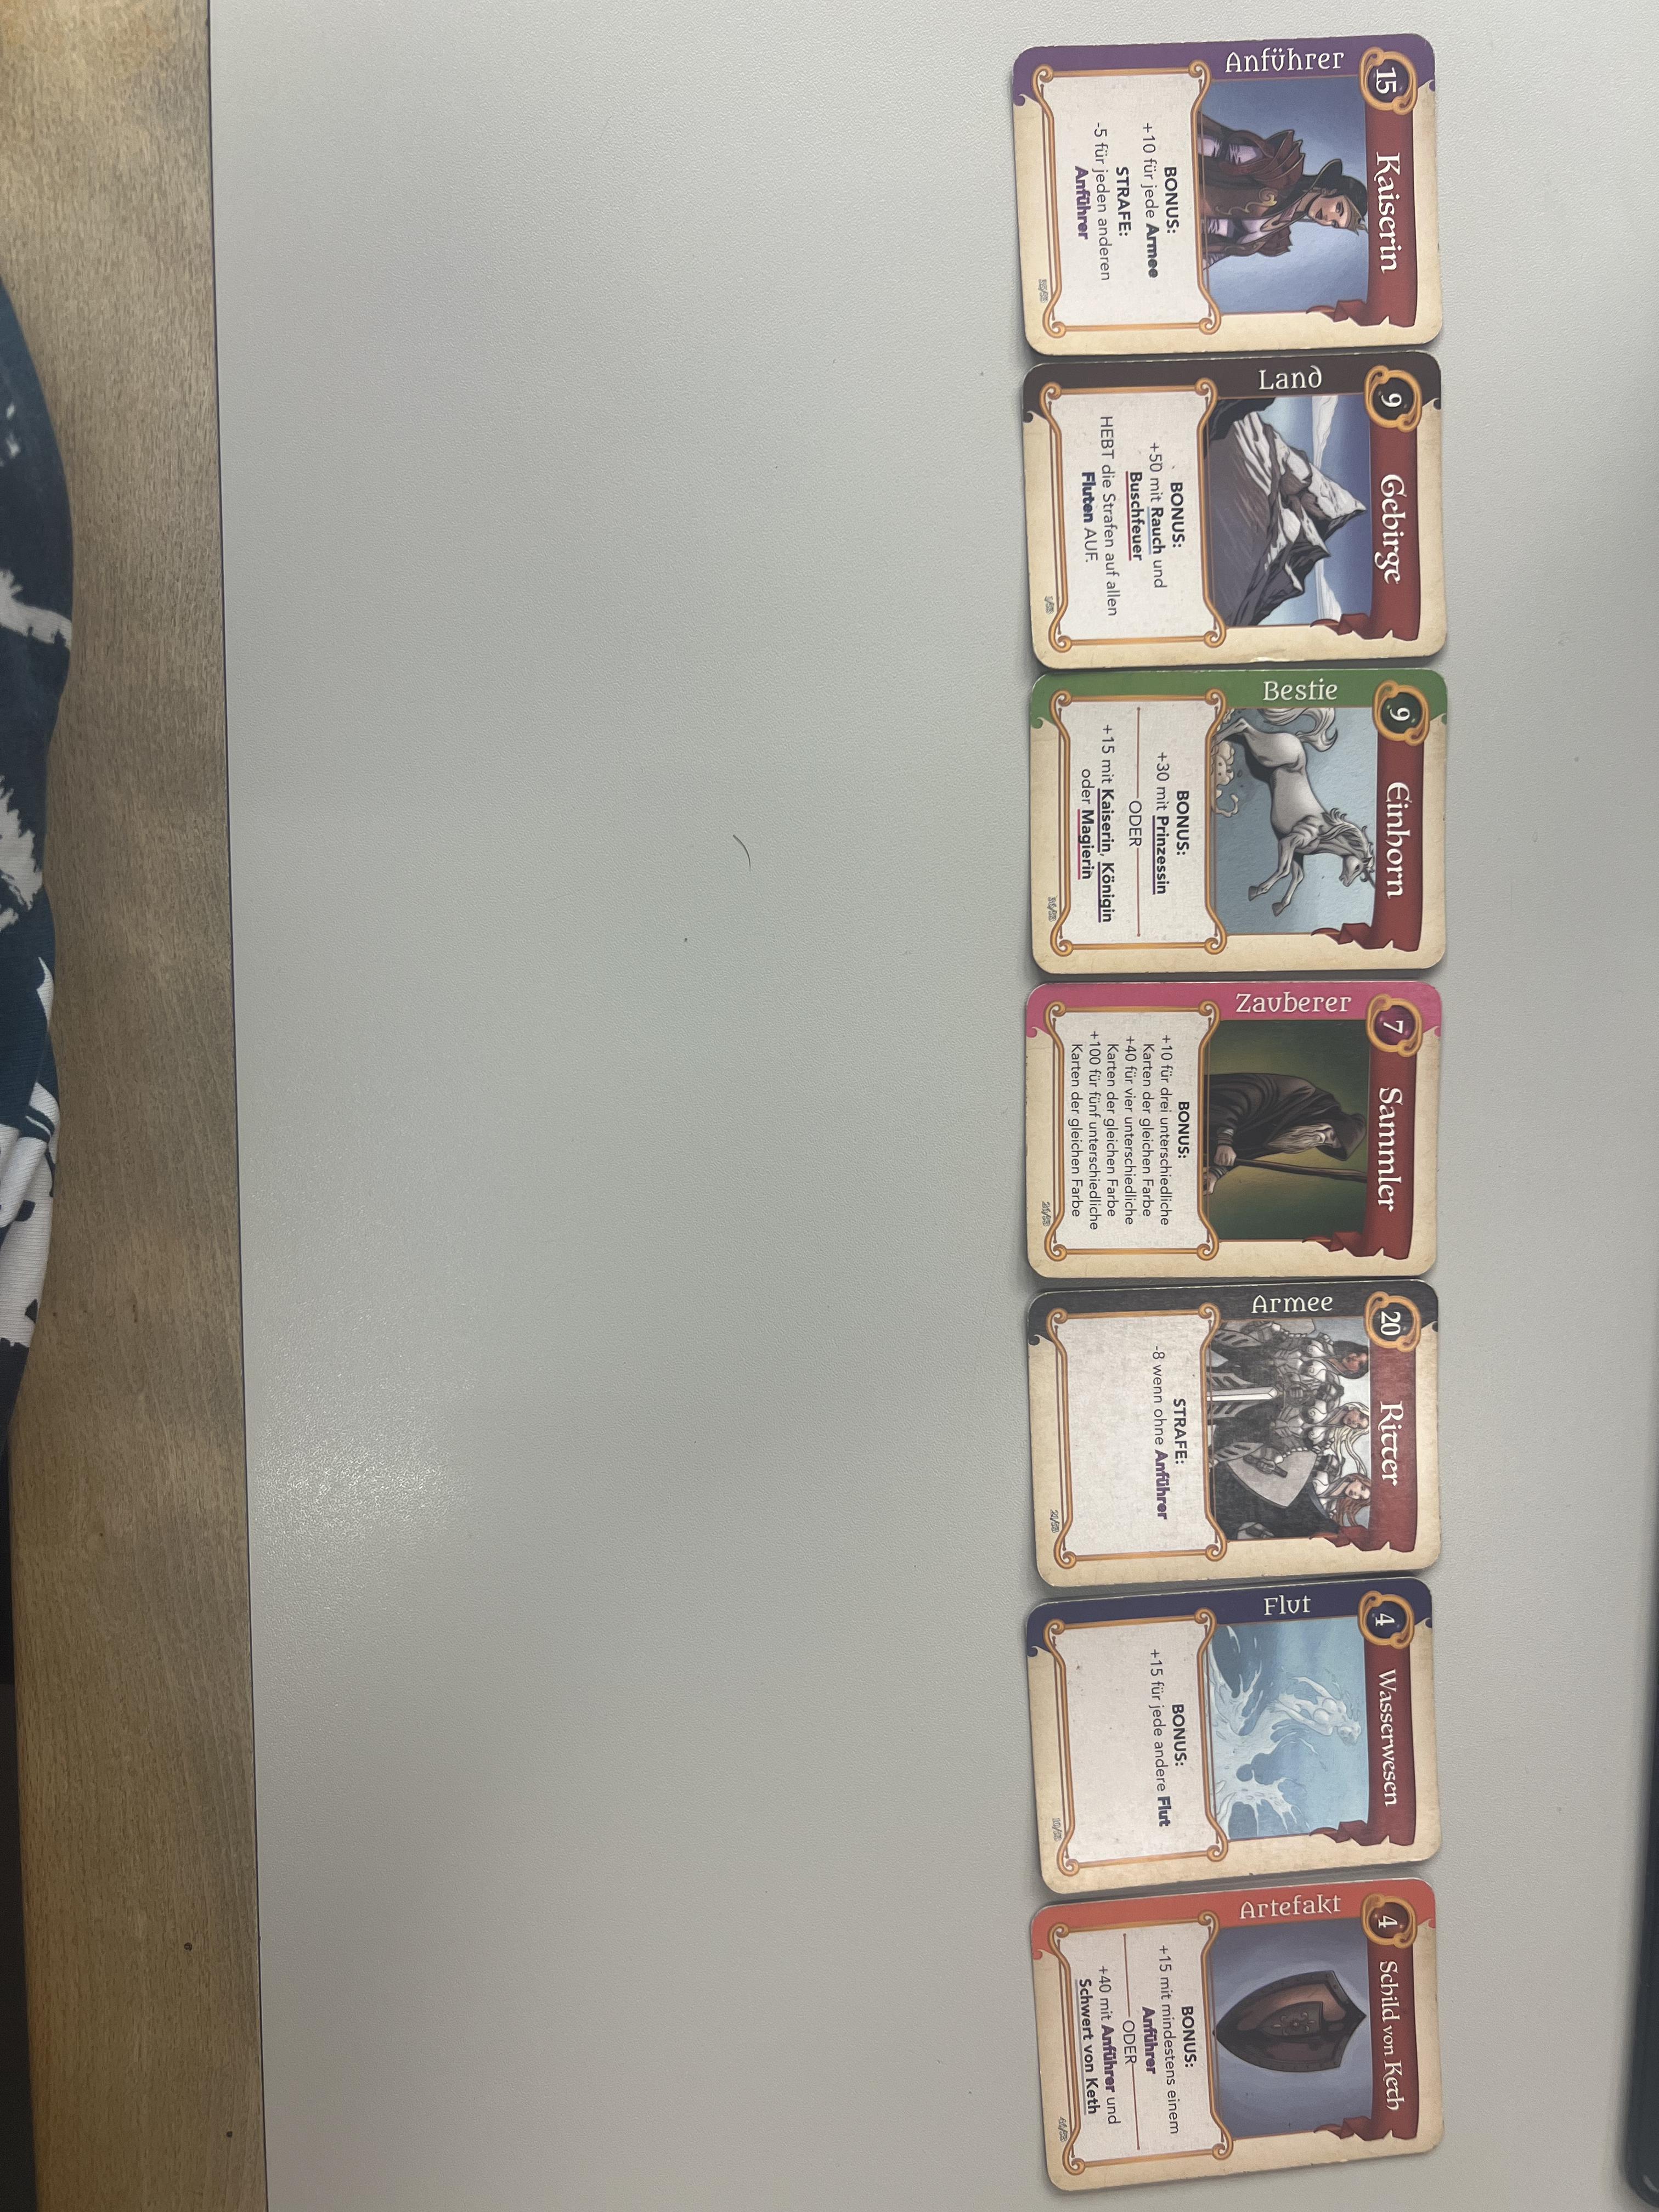 15
Kaiserin
Anführer
BONUS:
+10 für jede Armee
STRAFE:
-5 für jeden anderen
Anführer
9
Gebirge
Land
BONUS:
+50 mit Rauch und
Buschfeuer
HEBT die Strafen auf allen
Fluten AUF.
9
Einhorn
Bestie
BONUS:
+30 mit Prinzessin
ODER
+15 mit Kaiserin, Königin
oder Magierin
7
Sammler
Zauberer
BONUS:
+10 für drei unterschiedliche
Karten der gleichen Farbe
+40 für vier unterschiedliche
Karten der gleichen Farbe
+100 für fünf unterschiedliche
Karten der gleichen Farbe
20
Ritter
Armee
STRAFE:
-8 wenn ohne Anführer
4
Wasserwesen
Flut
BONUS:
+15 für jede andere Flut
4
Schild von Keth
Artefakt
BONUS:
+15 mit mindestens einem
Anführer
ODER
+40 mit Anführer und
Schwert von Keth